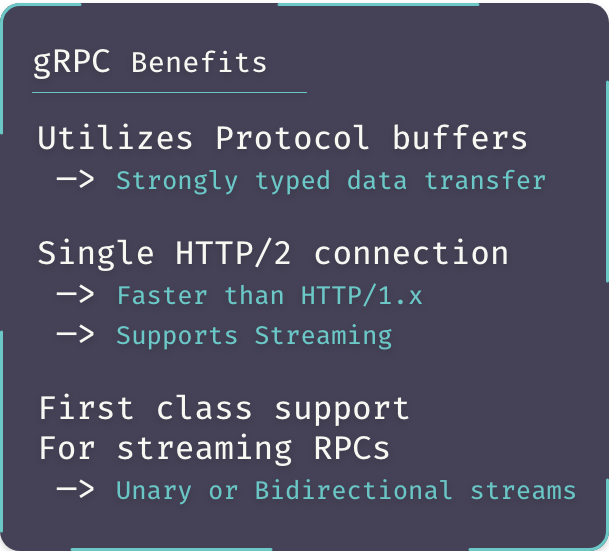 gRPC Benefits
Utilizes Protocol buffers
—> Strongly typed data transfer
Single HTTP/2 connection
—> Faster than HTTP/1.x
—> Supports Streaming
First class support
For streaming RPCs
—> Unary or Bidirectional streams